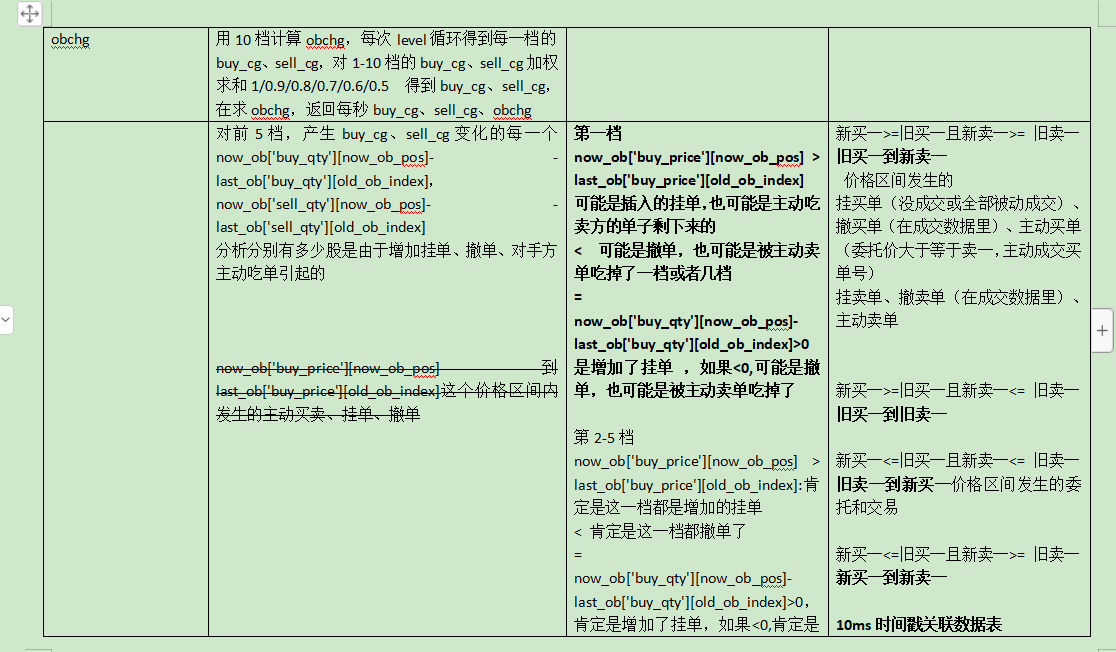 obchg
用 10 档计算 obchg，每次 level 循环得到每一档的
buy_cg、sell_cg，对 1-10 档的 buy_cg、sell_cg 加权
求和 1/0.9/0.8/0.7/0.6/0.5 得到 buy_cg、sell_cg，
在求 obchg，返回每秒 buy_cg、sell_cg、obchg
对前 5 档，产生 buy_cg、sell_cg 变化的每一个
now_ob['buy_qty'][now_ob_pos]- -
last_ob['buy_qty'][old_ob_index]，
now_ob['sell_qty'][now_ob_pos]- -
last_ob['sell_qty'][old_ob_index]
分析分别有多少股是由于增加挂单、撤单、对手方
主动吃单引起的
now_ob['buy_price'][now_ob_pos] 到
last_ob['buy_price'][old_ob_index]这个价格区间内
发生的主动买卖、挂单、撤单
第一档
now_ob['buy_price'][now_ob_pos] >
last_ob['buy_price'][old_ob_index]
可能是插入的挂单，也可能是主动吃
卖方的单子剩下来的
< 可能是撤单，也可能是被主动卖
单吃掉了一档或者几档
=
now_ob['buy_qty'][now_ob_pos]-
last_ob['buy_qty'][old_ob_index]>0
是增加了挂单 ，如果<0,可能是撤
单，也可能是被主动卖单吃掉了
第 2-5 档
now_ob['buy_price'][now_ob_pos] >
last_ob['buy_price'][old_ob_index]:肯
定是这一档都是增加的挂单
< 肯定是这一档都撤单了
=
now_ob['buy_qty'][now_ob_pos]-
last_ob['buy_qty'][old_ob_index]>0，
肯定是增加了挂单，如果<0,肯定是
新买一>=旧买一且新卖一>= 旧卖一
旧买一到新卖一
价格区间发生的
挂买单（没成交或全部被动成交）、
撤买单（在成交数据里）、主动买单
（委托价大于等于卖一,主动成交买
单号）
挂卖单、撤卖单（在成交数据里）、
主动卖单
新买一>=旧买一且新卖一<= 旧卖一
旧买一到旧卖一
新买一<=旧买一且新卖一<= 旧卖一
旧卖一到新买一价格区间发生的委
托和交易
新买一<=旧买一且新卖一>= 旧卖一
新买一到新卖一
10ms 时间戳关联数据表